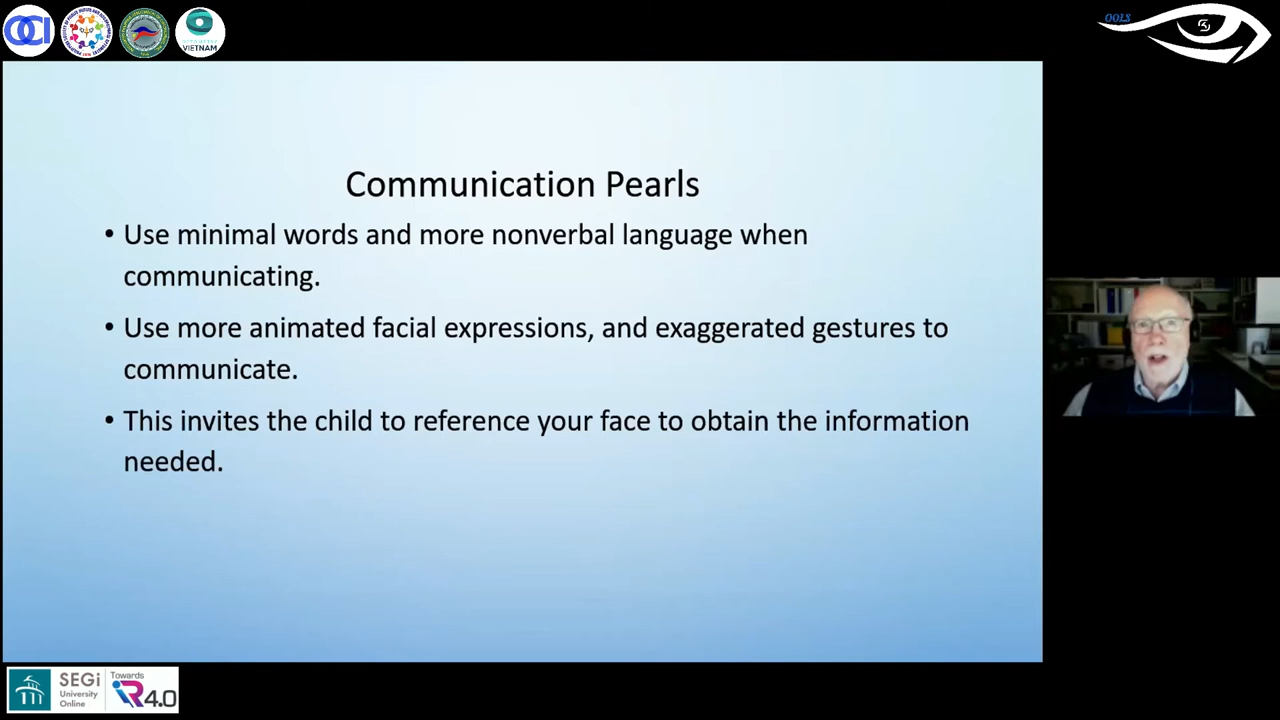 OCI
VIETNAM
OOLS
Communication Pearls
• Use minimal words and more nonverbal language when
communicating.
• Use more animated facial expressions, and exaggerated gestures to
communicate.
• This invites the child to reference your face to obtain the information
needed.
SEGi
University
Online
Towards
iR4.0